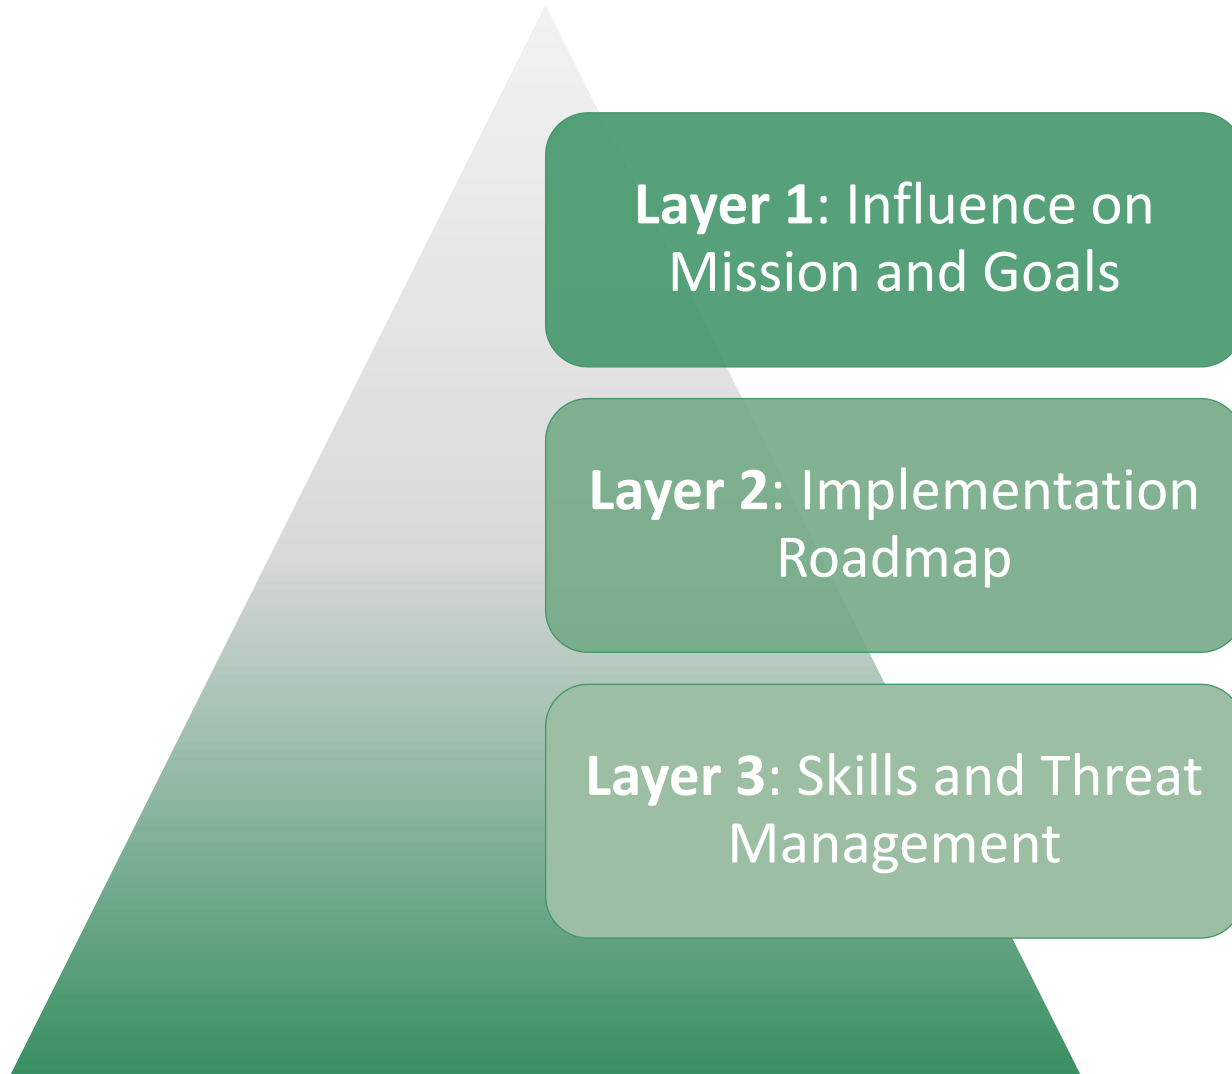 Layer 1: Influence on
Mission and Goals
Layer 2: Implementation
Roadmap
Layer 3: Skills and Threat
Management